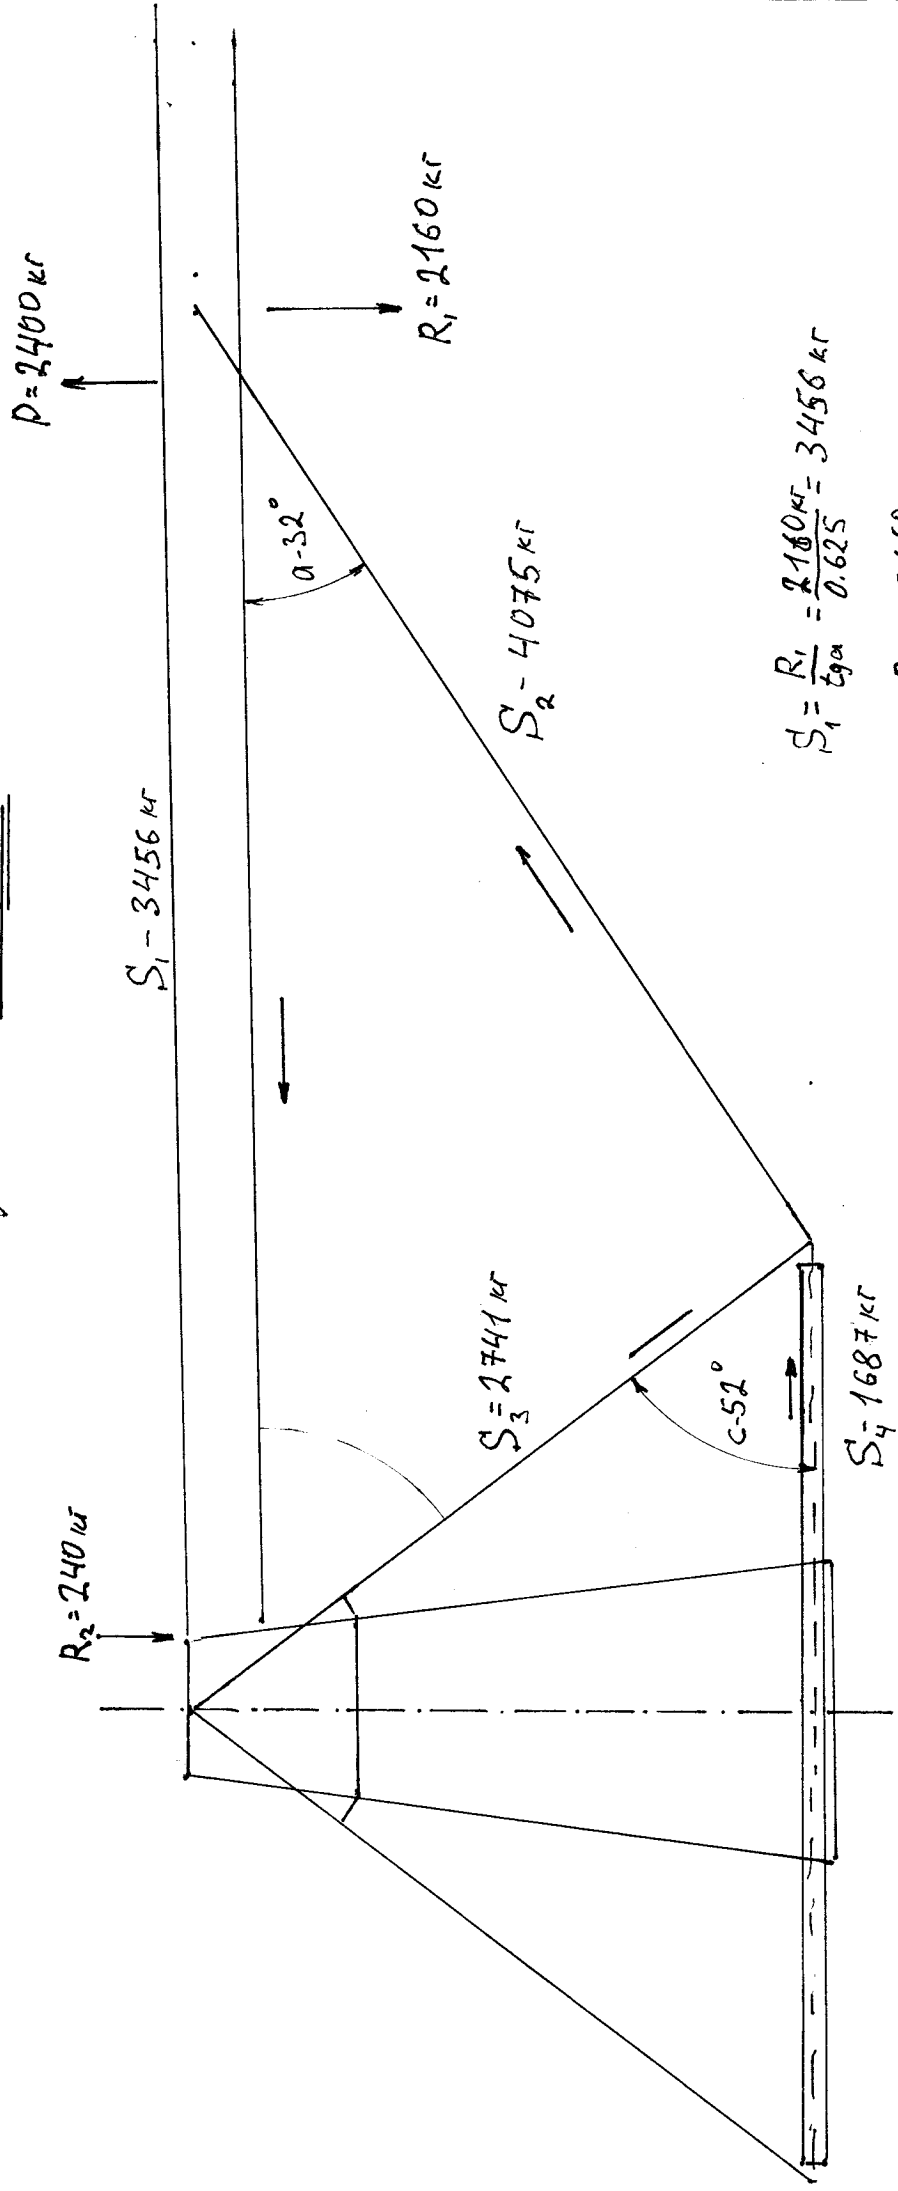 P=2400кг
S₁-3456кг
R₂=240кг
R₁=2160кг
a-32°
S₂-4075кг
S₃=2741кг
c-52°
S₄-1687кг
S₁ = R₁/tga = 2160кг/0.625 = 3456кг